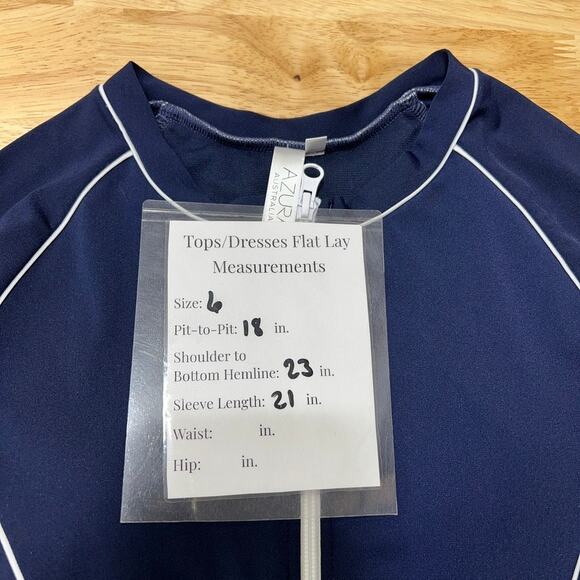 AZUR
AUSTRALIA
Tops/Dresses Flat Lay
Measurements
Size: 6
Pit-to-Pit: 18 in.
Shoulder to
Bottom Hemline: 23 in.
Sleeve Length: 21 in.
Waist: in.
Hip: in.